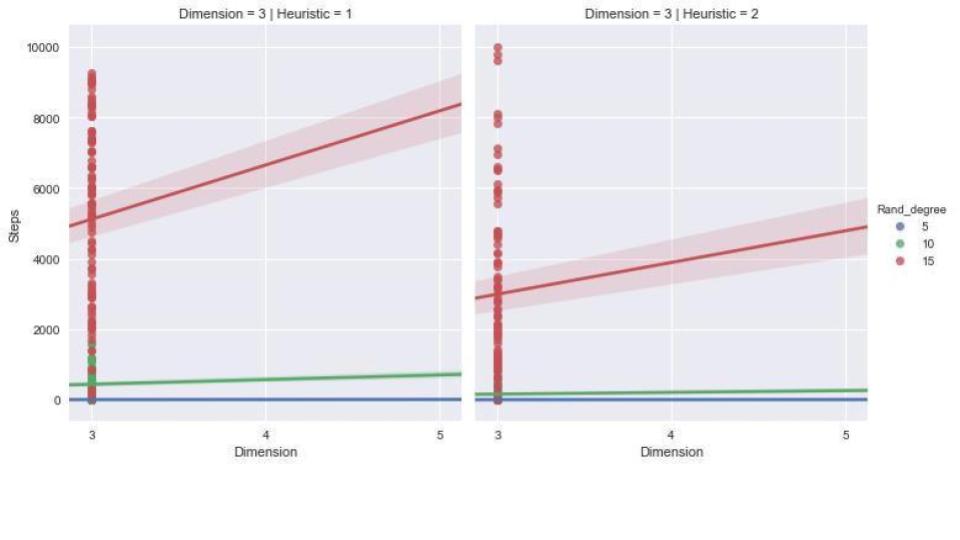 Dimension = 3 | Heuristic = 1
Dimension = 3 | Heuristic = 2
10000
8000
6000
4000
2000
0
Steps
3 4 5
Dimension
3 4 5
Dimension
Rand_degree
5
10
15